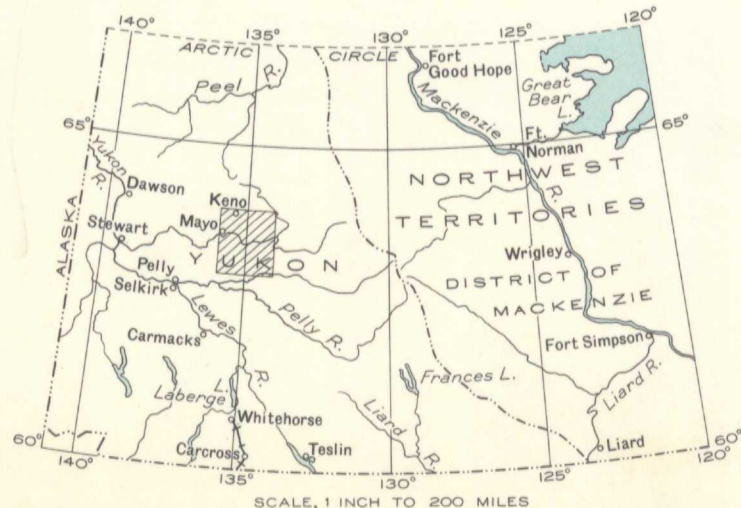 140°
135°
130°
125°
120°
ARCTIC
CIRCLE
Fort
Good Hope
Peel
R.
Great
Bear
L.
Mackenzie
65°
Ft.
Norman
65°
Yukon
R.
Dawson
NORTHWEST
R.
Keno
TERRITORIES
Mayo
Stewart
ALASKA
YUKON
Wrigley
Pelly
DISTRICT OF
Selkirk
MACKENZIE
Lewes
R.
Pelly R.
Carmacks
Fort Simpson
L.
Laberge
Frances L.
Liard R.
Whitehorse
Liard
R.
60°
Carcross
Teslin
Liard
60°
140°
135°
130°
125°
120°
SCALE, 1 INCH TO 200 MILES